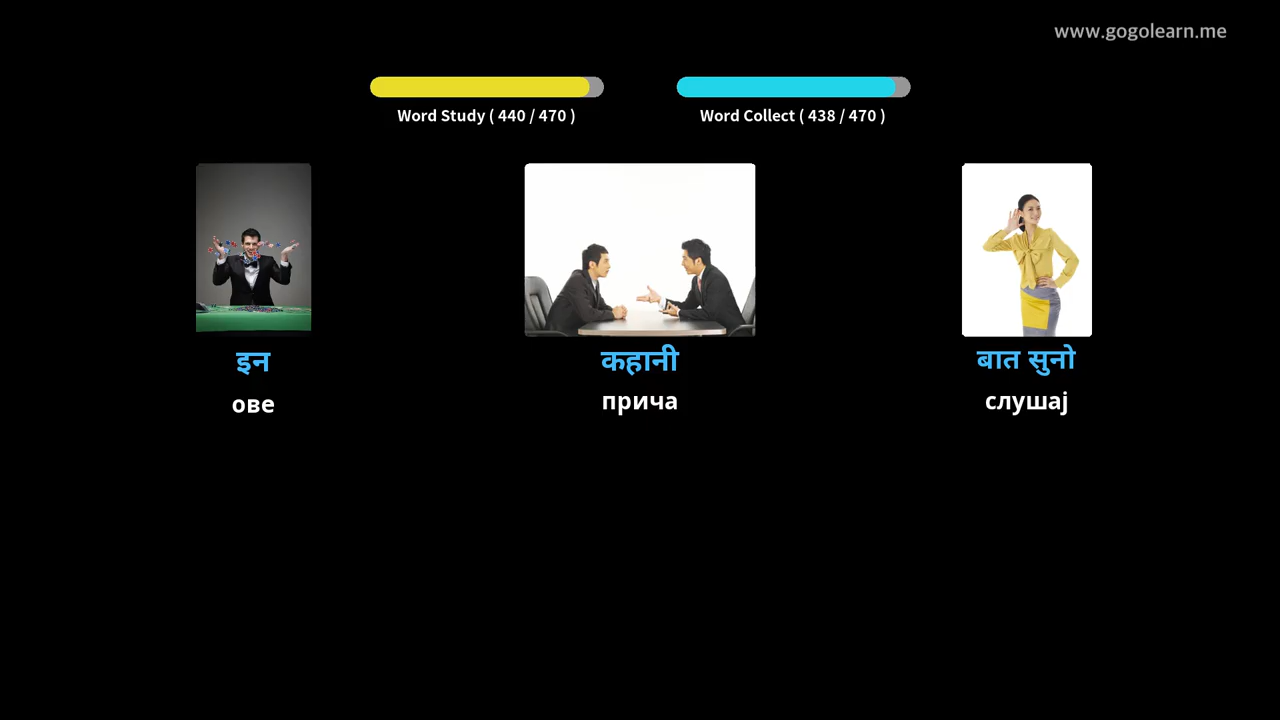 www.gogolearn.me
Word Study ( 440 / 470 )
Word Collect ( 438 / 470 )
इन
कहानी
बात सुनो
ове
прича
слушај